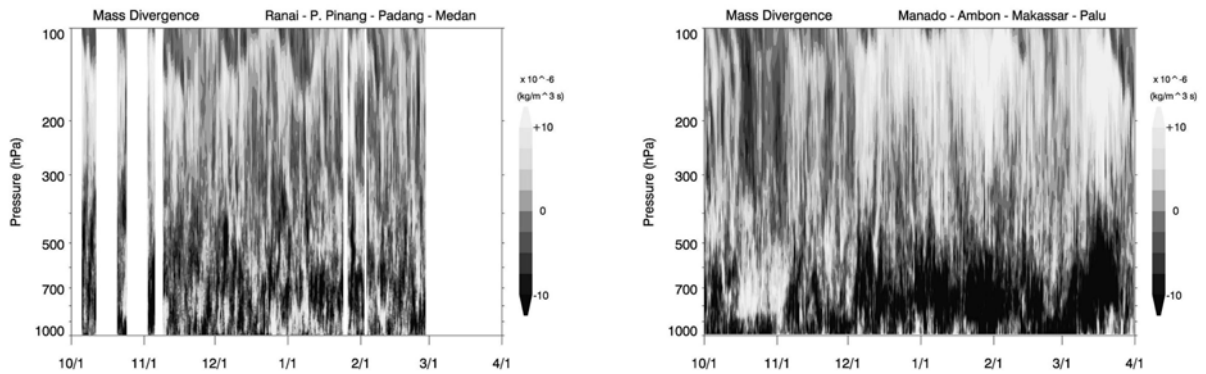 Mass Divergence Ranai - P. Pinang - Padang - Medan
100
200
300
500
700
1000
Pressure (hPa)
10/1 11/1 12/1 1/1 2/1 3/1 4/1
x 10^-6
(kg/m^3 s)
+10
0
-10
Mass Divergence Manado - Ambon - Makassar - Palu
100
200
300
500
700
1000
Pressure (hPa)
10/1 11/1 12/1 1/1 2/1 3/1 4/1
x 10^-6
(kg/m^3 s)
+10
0
-10